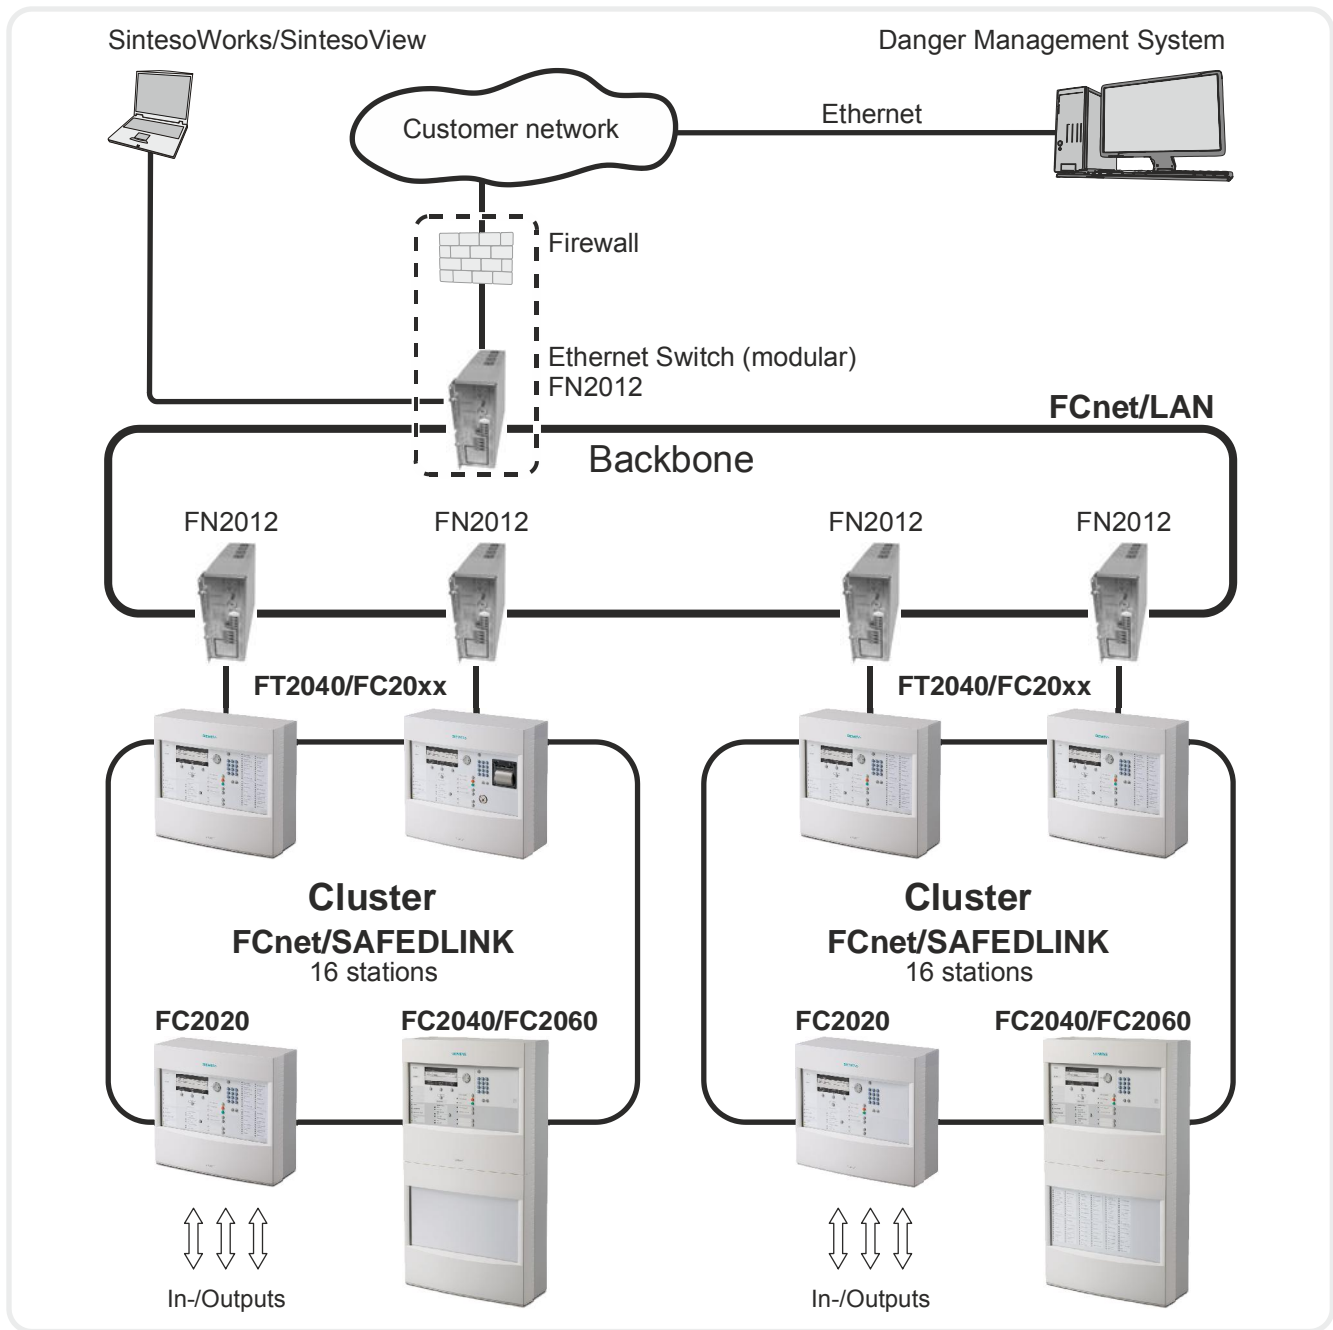 SintesoWorks/SintesoView
Danger Management System
Customer network
Ethernet
Firewall
Ethernet Switch (modular)
FN2012
FCnet/LAN
Backbone
FN2012
FN2012
FN2012
FN2012
FT2040/FC20xx
FT2040/FC20xx
Cluster
FCnet/SAFEDLINK
16 stations
Cluster
FCnet/SAFEDLINK
16 stations
FC2020
FC2040/FC2060
FC2020
FC2040/FC2060
In-/Outputs
In-/Outputs